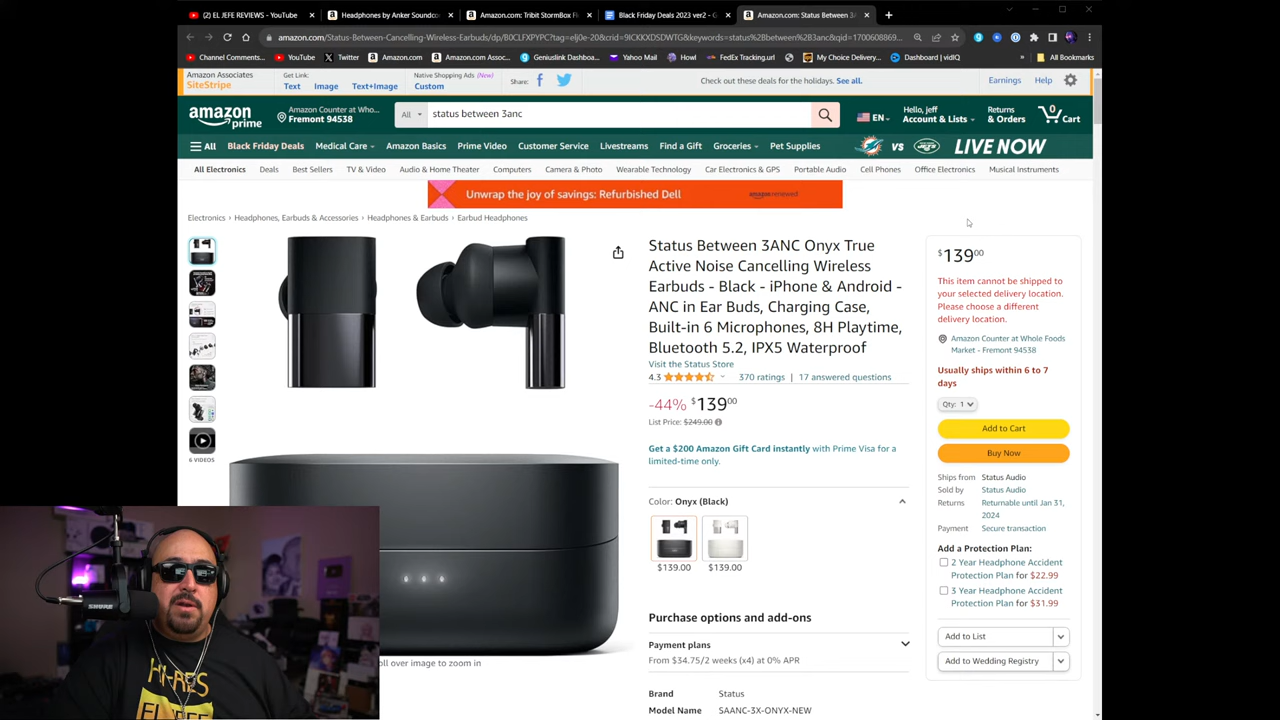 (2) EL JEFE REVIEWS - YouTube
Headphones by Anker Soundco
Amazon.com: Tribit StormBox Fl
Black Friday Deals 2023 ver2 - G
Amazon.com: Status Between 3A
amazon.com/Status-Between-Cancelling-Wireless-Earbuds/dp/
Channel Comments...
YouTube
Twitter
Amazon.com
Amazon.com Assoc...
Geniuslink Dashboa...
Yahoo Mail
Howl
FedEx Tracking.url
My Choice Delivery...
Dashboard | vidIQ
»
All Bookmarks
Amazon Associates
SiteStripe
Get Link:
Text
Image
Text+Image
Native Shopping Ads (New)
Custom
Share:
Check out these deals for the holidays. See all.
Earnings
Help
amazon
prime
Amazon Counter at Who...
Fremont 94538
All
status between 3anc
EN
Hello, Jeff
Account & Lists
Returns
& Orders
0
Cart
All
Black Friday Deals
Medical Care
Amazon Basics
Prime Video
Customer Service
Livestreams
Find a Gift
Groceries
Pet Supplies
VS
LIVE NOW
All Electronics
Deals
Best Sellers
TV & Video
Audio & Home Theater
Computers
Camera & Photo
Wearable Technology
Car Electronics & GPS
Portable Audio
Cell Phones
Office Electronics
Musical Instruments
Unwrap the joy of savings: Refurbished Dell
amazon renewed
Electronics › Headphones, Earbuds & Accessories › Headphones & Earbuds › Earbud Headphones
6 VIDEOS
Roll over image to zoom in
Status Between 3ANC Onyx True
Active Noise Cancelling Wireless
Earbuds - Black - iPhone & Android -
ANC in Ear Buds, Charging Case,
Built-in 6 Microphones, 8H Playtime,
Bluetooth 5.2, IPX5 Waterproof
Visit the Status Store
4.3
370 ratings | 17 answered questions
-44% $139.00
List Price: $249.00
Get a $200 Amazon Gift Card instantly with Prime Visa for a
limited-time only.
Color: Onyx (Black)
$139.00
$139.00
Purchase options and add-ons
Payment plans
From $34.75/2 weeks (x4) at 0% APR
Brand Status
Model Name SAANC-3X-ONYX-NEW
$139.00
This item cannot be shipped to
your selected delivery location.
Please choose a different
delivery location.
Amazon Counter at Whole Foods
Market - Fremont 94538
Usually ships within 6 to 7
days
Qty: 1
Add to Cart
Buy Now
Ships from Status Audio
Sold by Status Audio
Returns Returnable until Jan 31,
2024
Payment Secure transaction
Add a Protection Plan:
2 Year Headphone Accident
Protection Plan for $22.99
3 Year Headphone Accident
Protection Plan for $31.99
Add to List
Add to Wedding Registry
SHURE
HI-RES